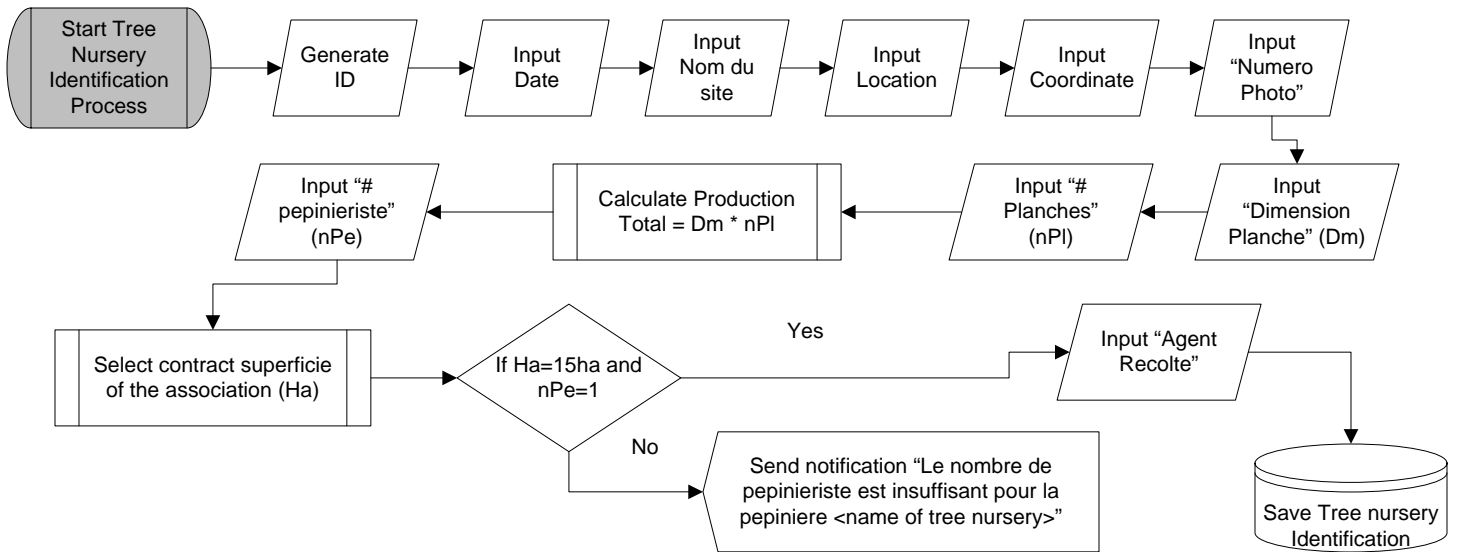 Start Tree
Nursery
Identification
Process
Generate
ID
Input
Date
Input
Nom du
site
Input
Location
Input
Coordinate
Input
“Numero
Photo”
Input
“Dimension
Planche” (Dm)
Input “#
Planches”
(nPl)
Calculate Production
Total = Dm * nPl
Input “#
pepinieriste”
(nPe)
Select contract superficie
of the association (Ha)
If Ha=15ha and
nPe=1
Yes
Input “Agent
Recolte”
No
Send notification “Le nombre de
pepinieriste est insuffisant pour la
pepiniere <name of tree nursery>”
Save Tree nursery
Identification